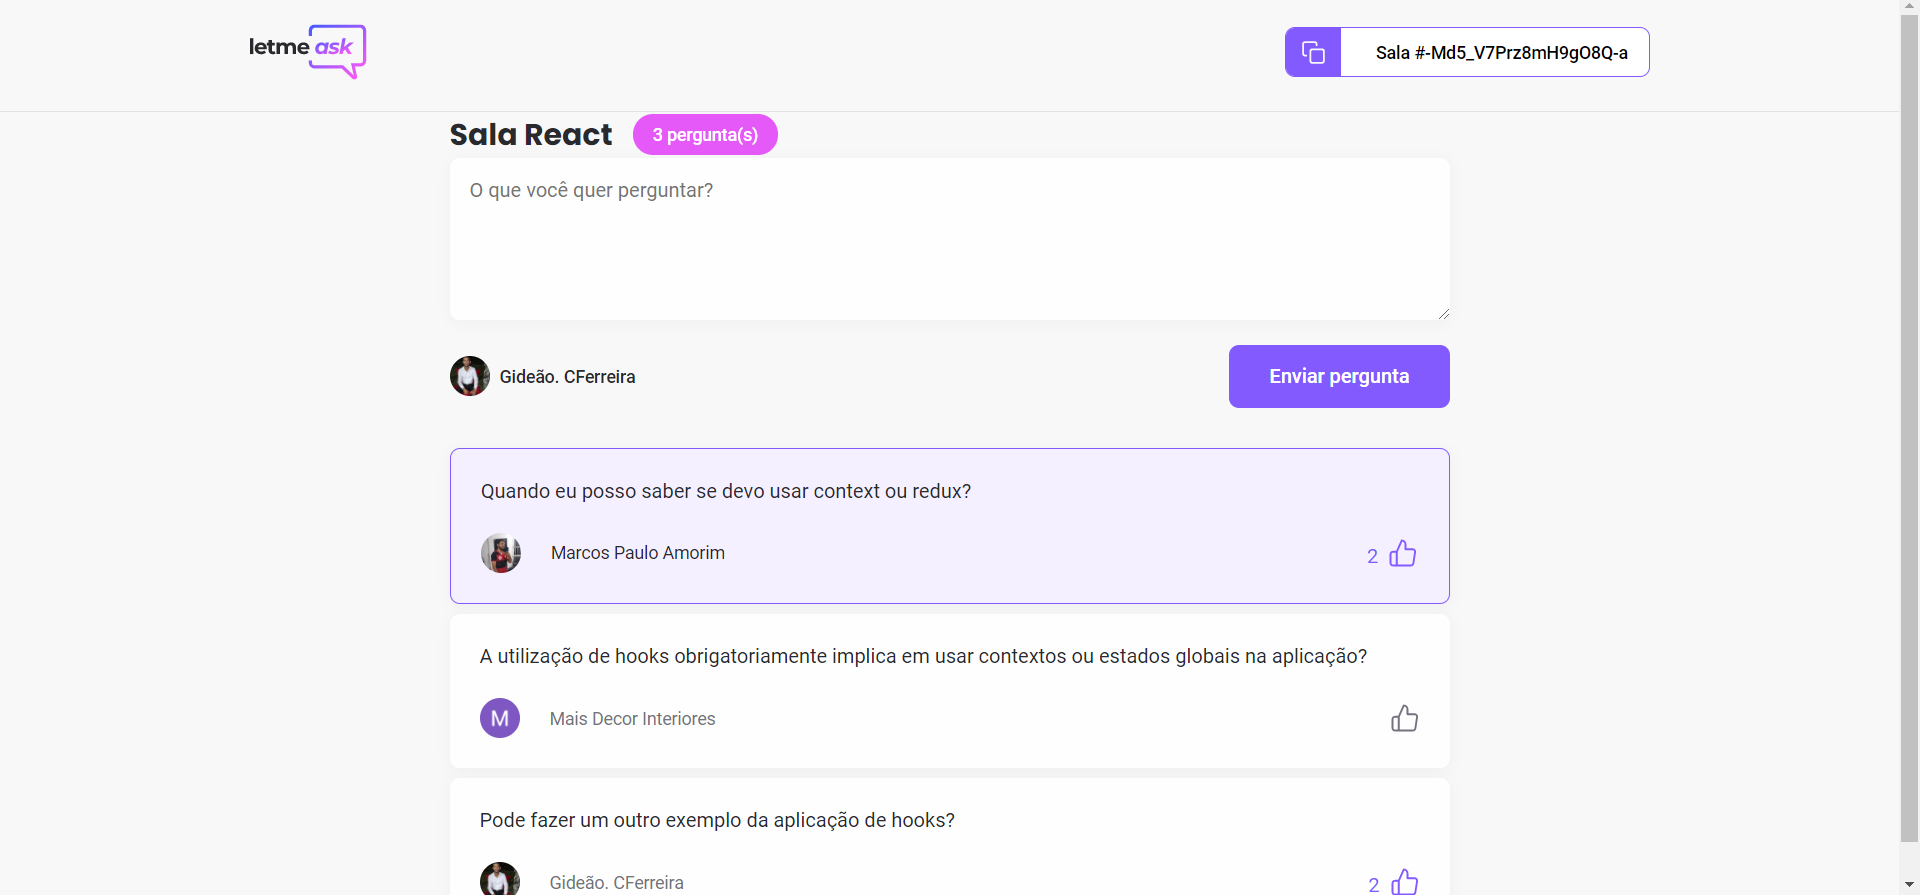 letme ask
Sala #-Md5_V7Prz8mH9gO8Q-a
Sala React
3 pergunta(s)
O que você quer perguntar?
Gideão. CFerreira
Enviar pergunta
Quando eu posso saber se devo usar context ou redux?
Marcos Paulo Amorim
2
A utilização de hooks obrigatoriamente implica em usar contextos ou estados globais na aplicação?
M
Mais Decor Interiores
Pode fazer um outro exemplo da aplicação de hooks?
Gideão. CFerreira
2